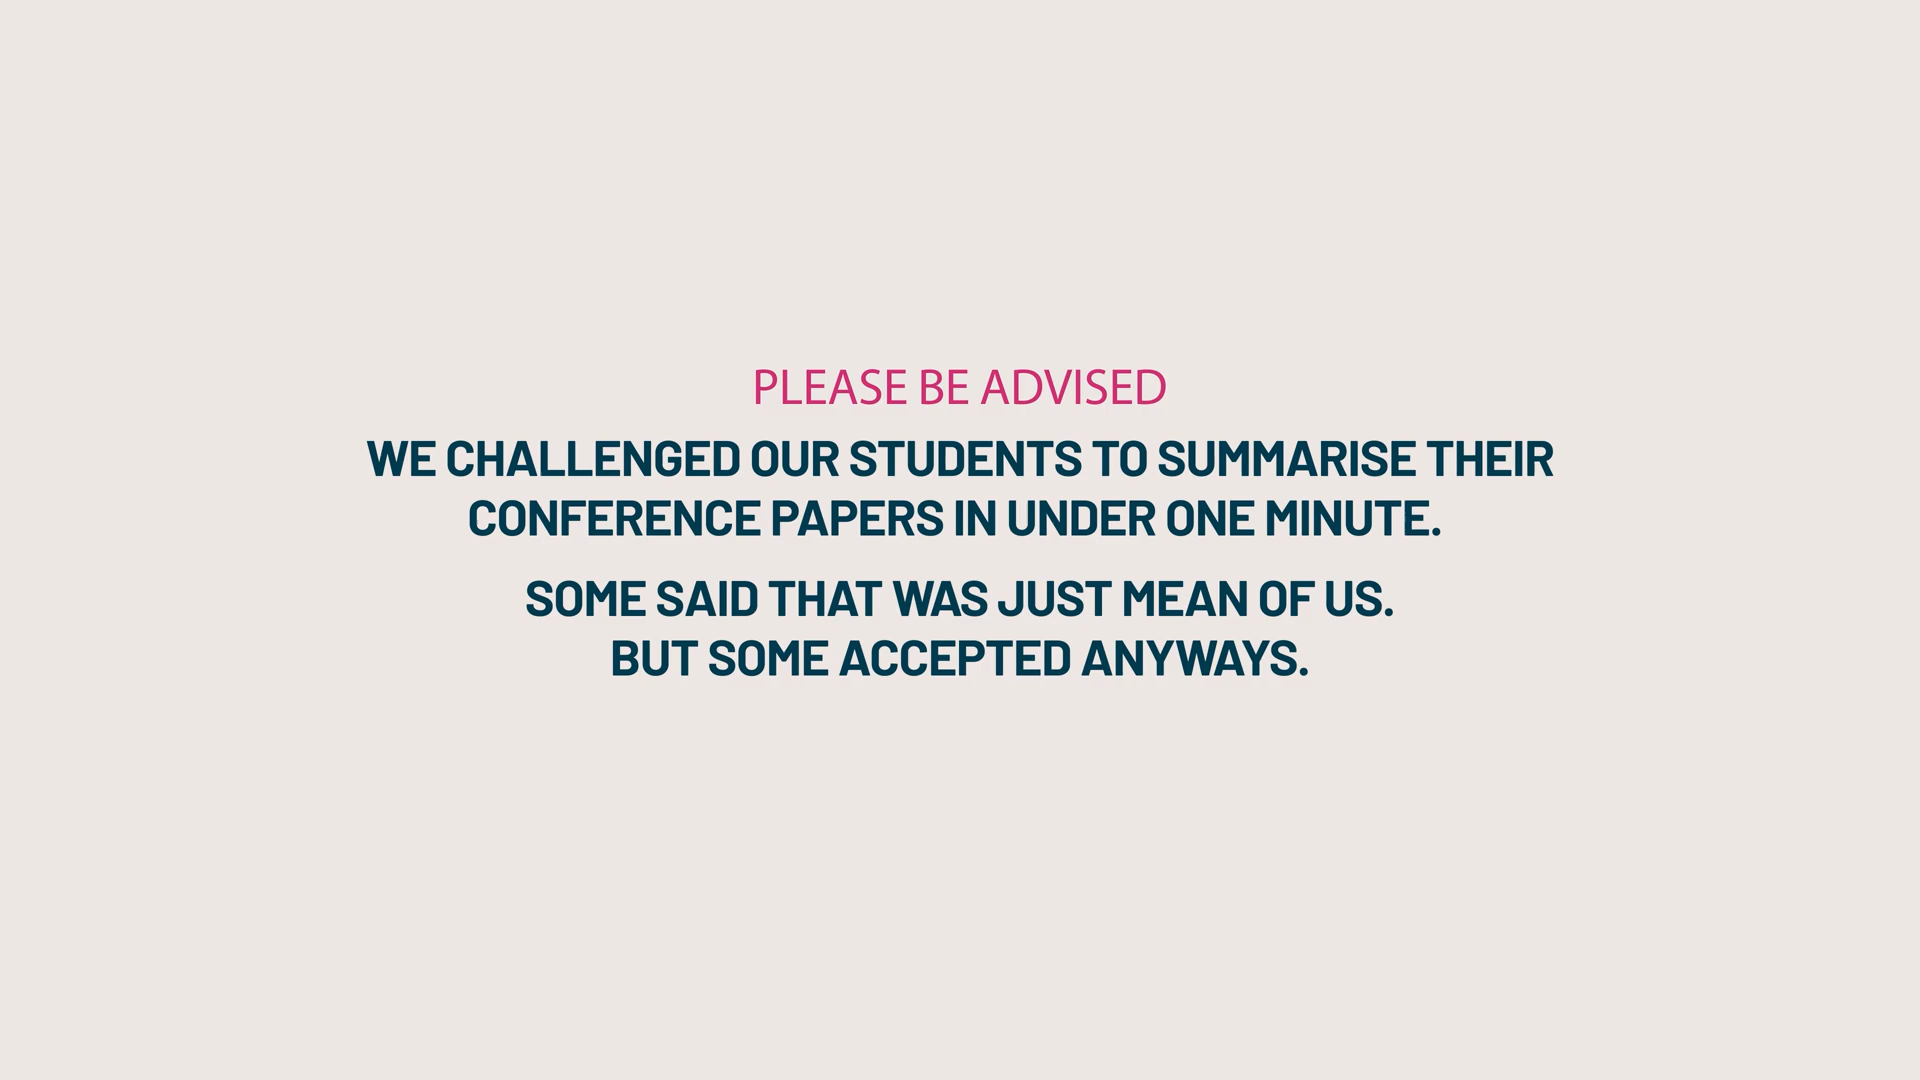 PLEASE BE ADVISED
WE CHALLENGED OUR STUDENTS TO SUMMARISE THEIR
CONFERENCE PAPERS IN UNDER ONE MINUTE.
SOME SAID THAT WAS JUST MEAN OF US.
BUT SOME ACCEPTED ANYWAYS.